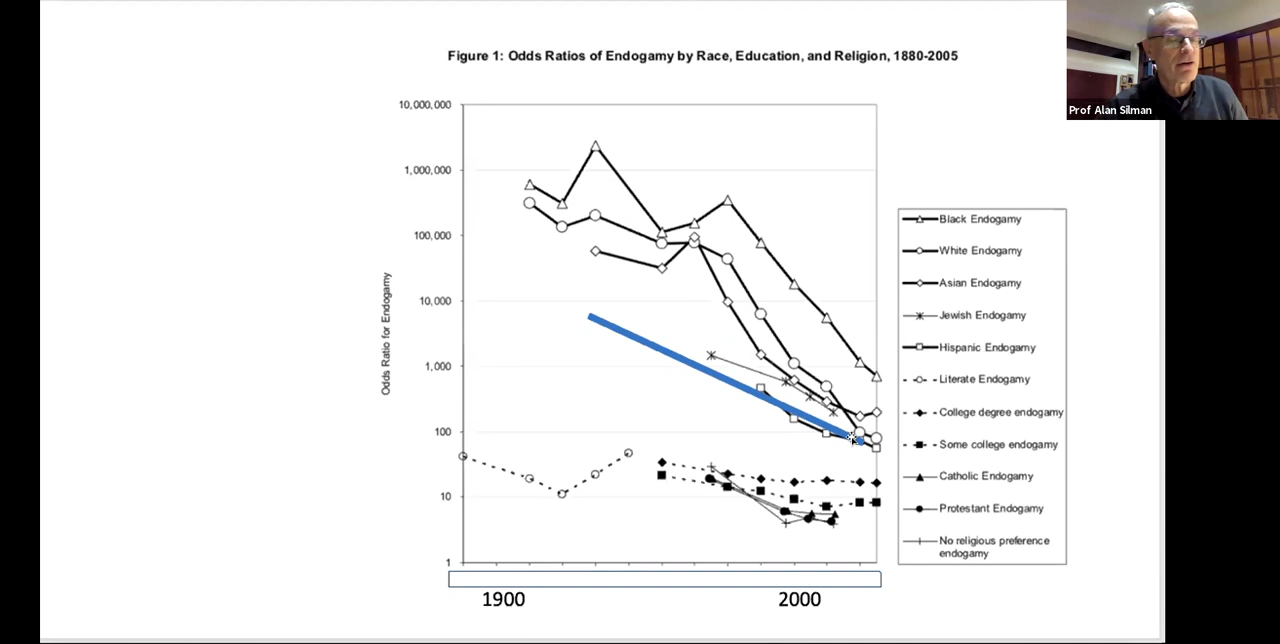 Figure 1: Odds Ratios of Endogamy by Race, Education, and Religion, 1880-2005
Prof Alan Silman
10,000,000
1,000,000
100,000
10,000
1,000
100
10
1
Odds Ratio for Endogamy
Black Endogamy
White Endogamy
Asian Endogamy
Jewish Endogamy
Hispanic Endogamy
Literate Endogamy
College degree endogamy
Some college endogamy
Catholic Endogamy
Protestant Endogamy
No religious preference
endogamy
1900
2000